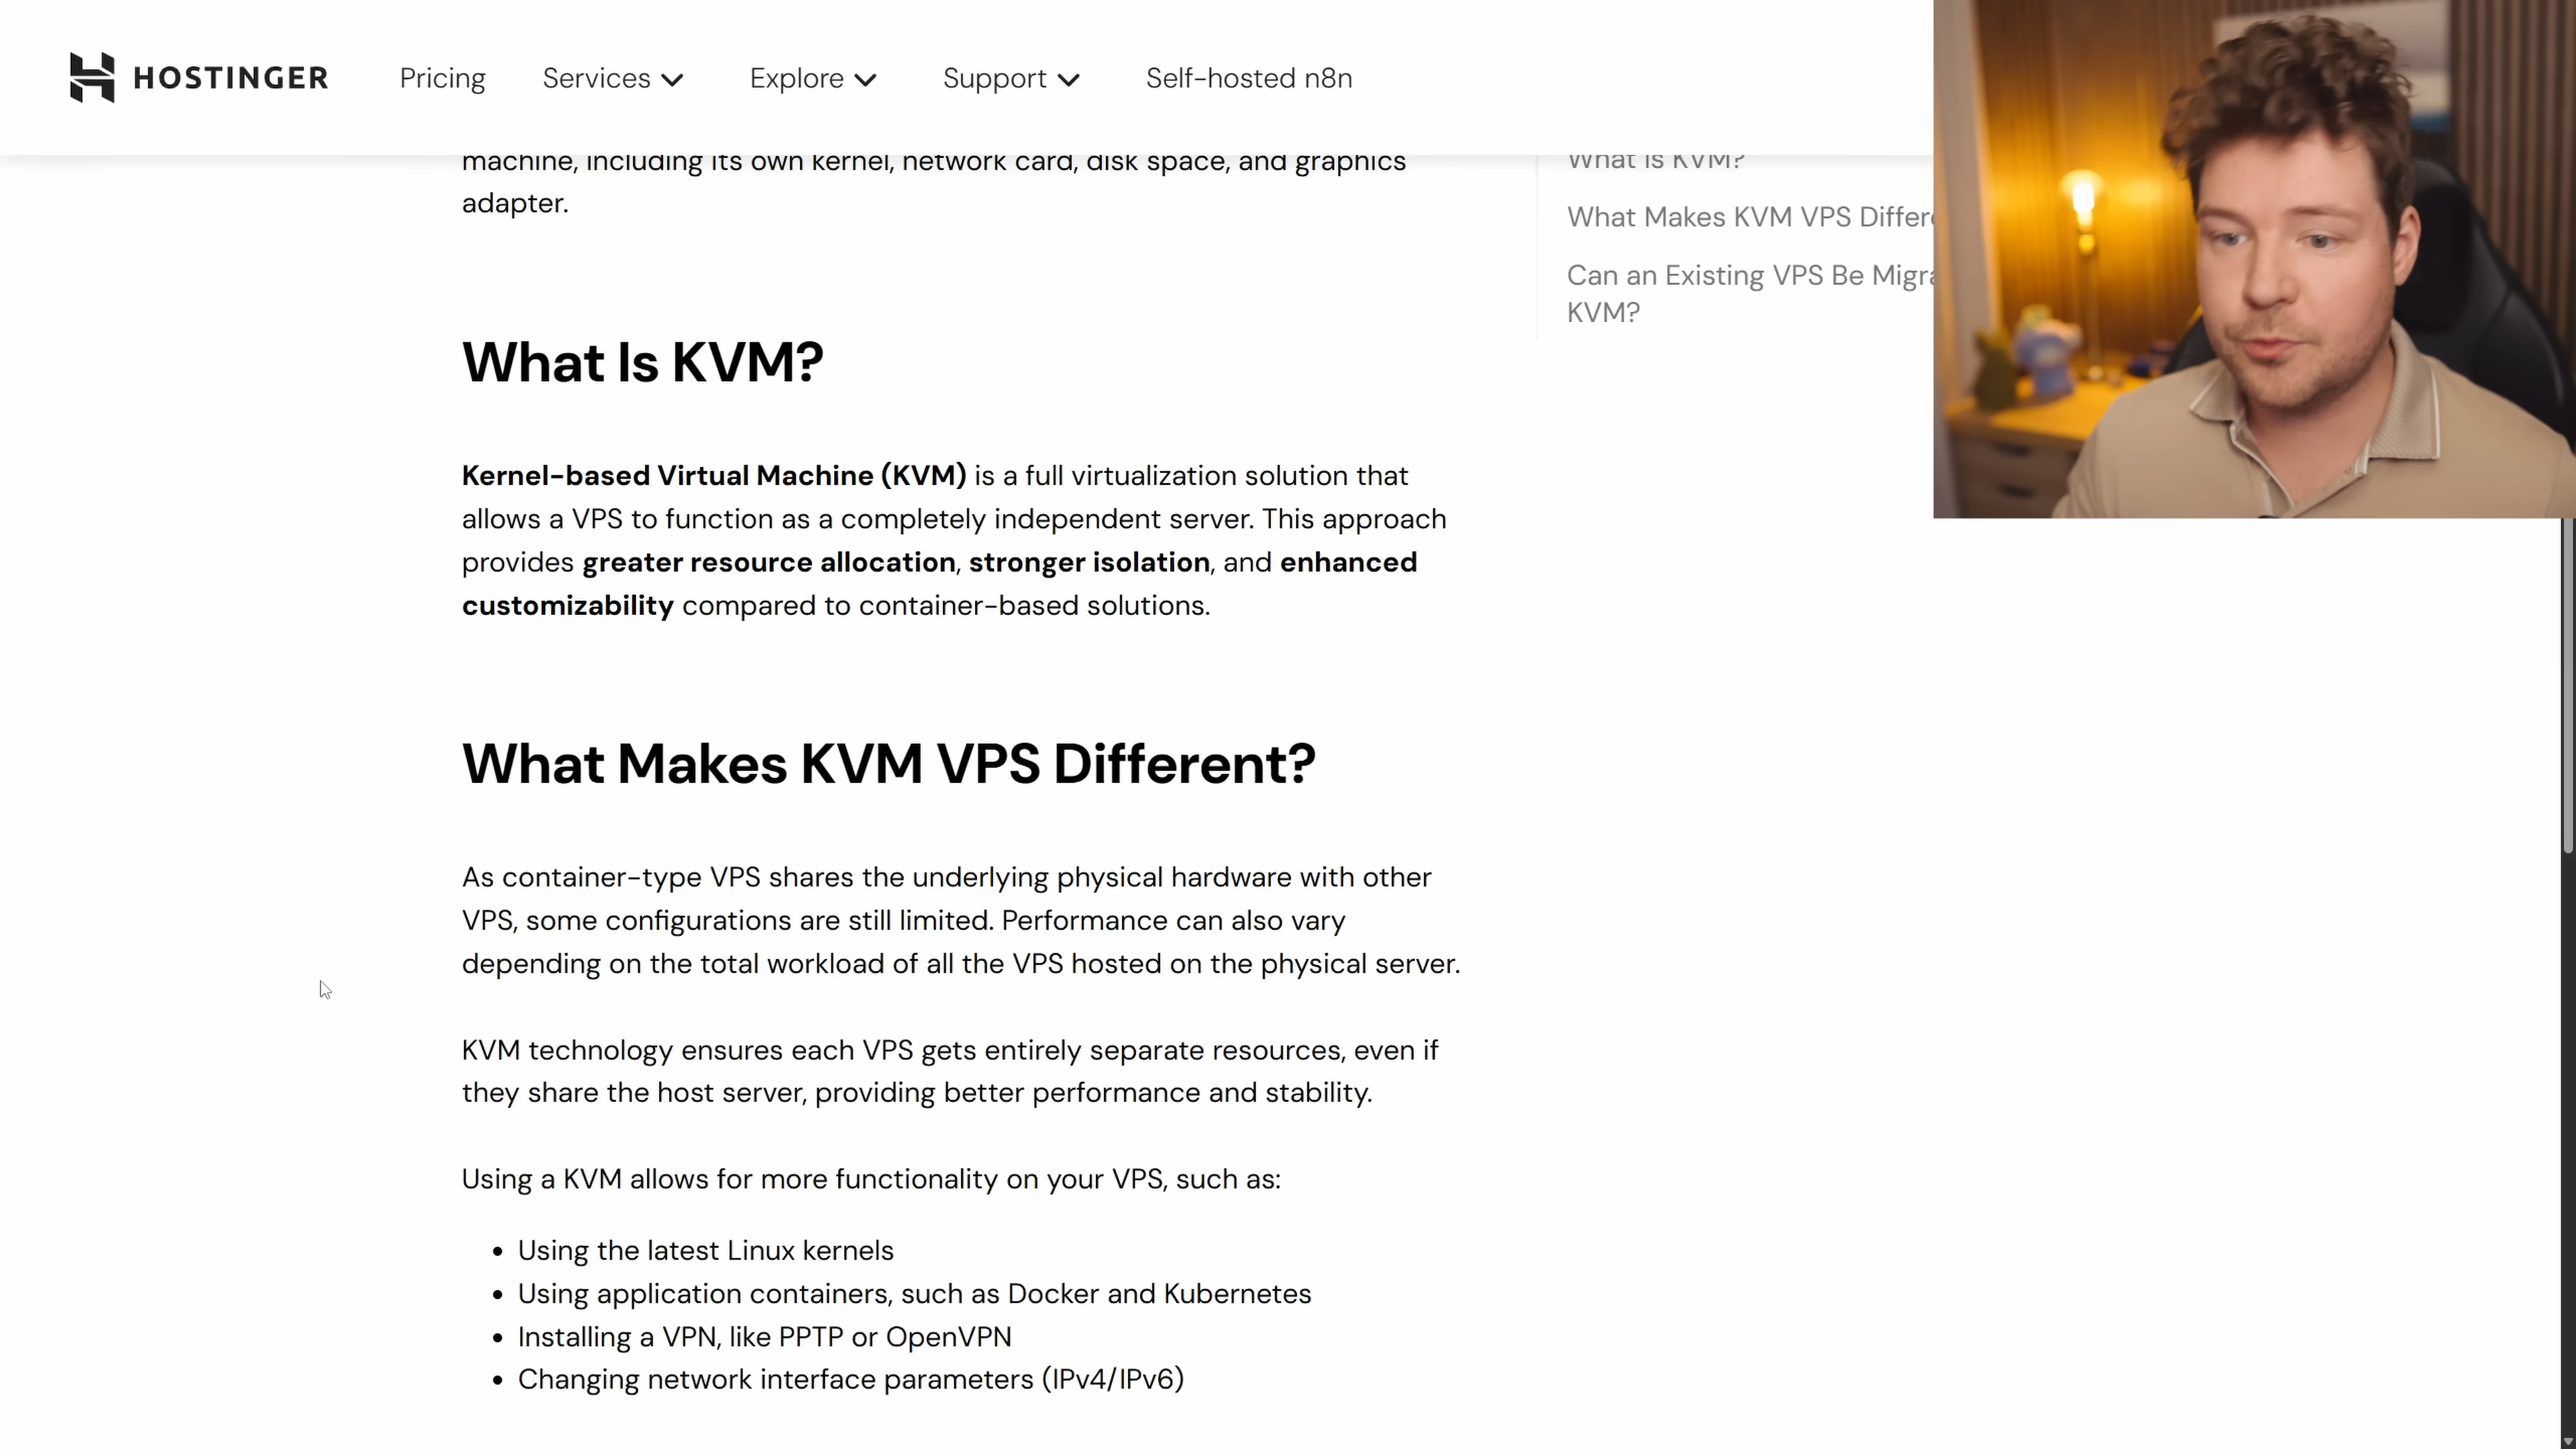 HOSTINGER
Pricing
Services
Explore
Support
Self-hosted n8n
machine, including its own kernel, network card, disk space, and graphics
adapter.
What Is KVM?
Kernel-based Virtual Machine (KVM) is a full virtualization solution that
allows a VPS to function as a completely independent server. This approach
provides greater resource allocation, stronger isolation, and enhanced
customizability compared to container-based solutions.
What Makes KVM VPS Different?
As container-type VPS shares the underlying physical hardware with other
VPS, some configurations are still limited. Performance can also vary
depending on the total workload of all the VPS hosted on the physical server.
KVM technology ensures each VPS gets entirely separate resources, even if
they share the host server, providing better performance and stability.
Using a KVM allows for more functionality on your VPS, such as:
• Using the latest Linux kernels
• Using application containers, such as Docker and Kubernetes
• Installing a VPN, like PPTP or OpenVPN
• Changing network interface parameters (IPv4/IPv6)
What Is KVM?
What Makes KVM VPS
Can an Existing VPS Be
KVM?